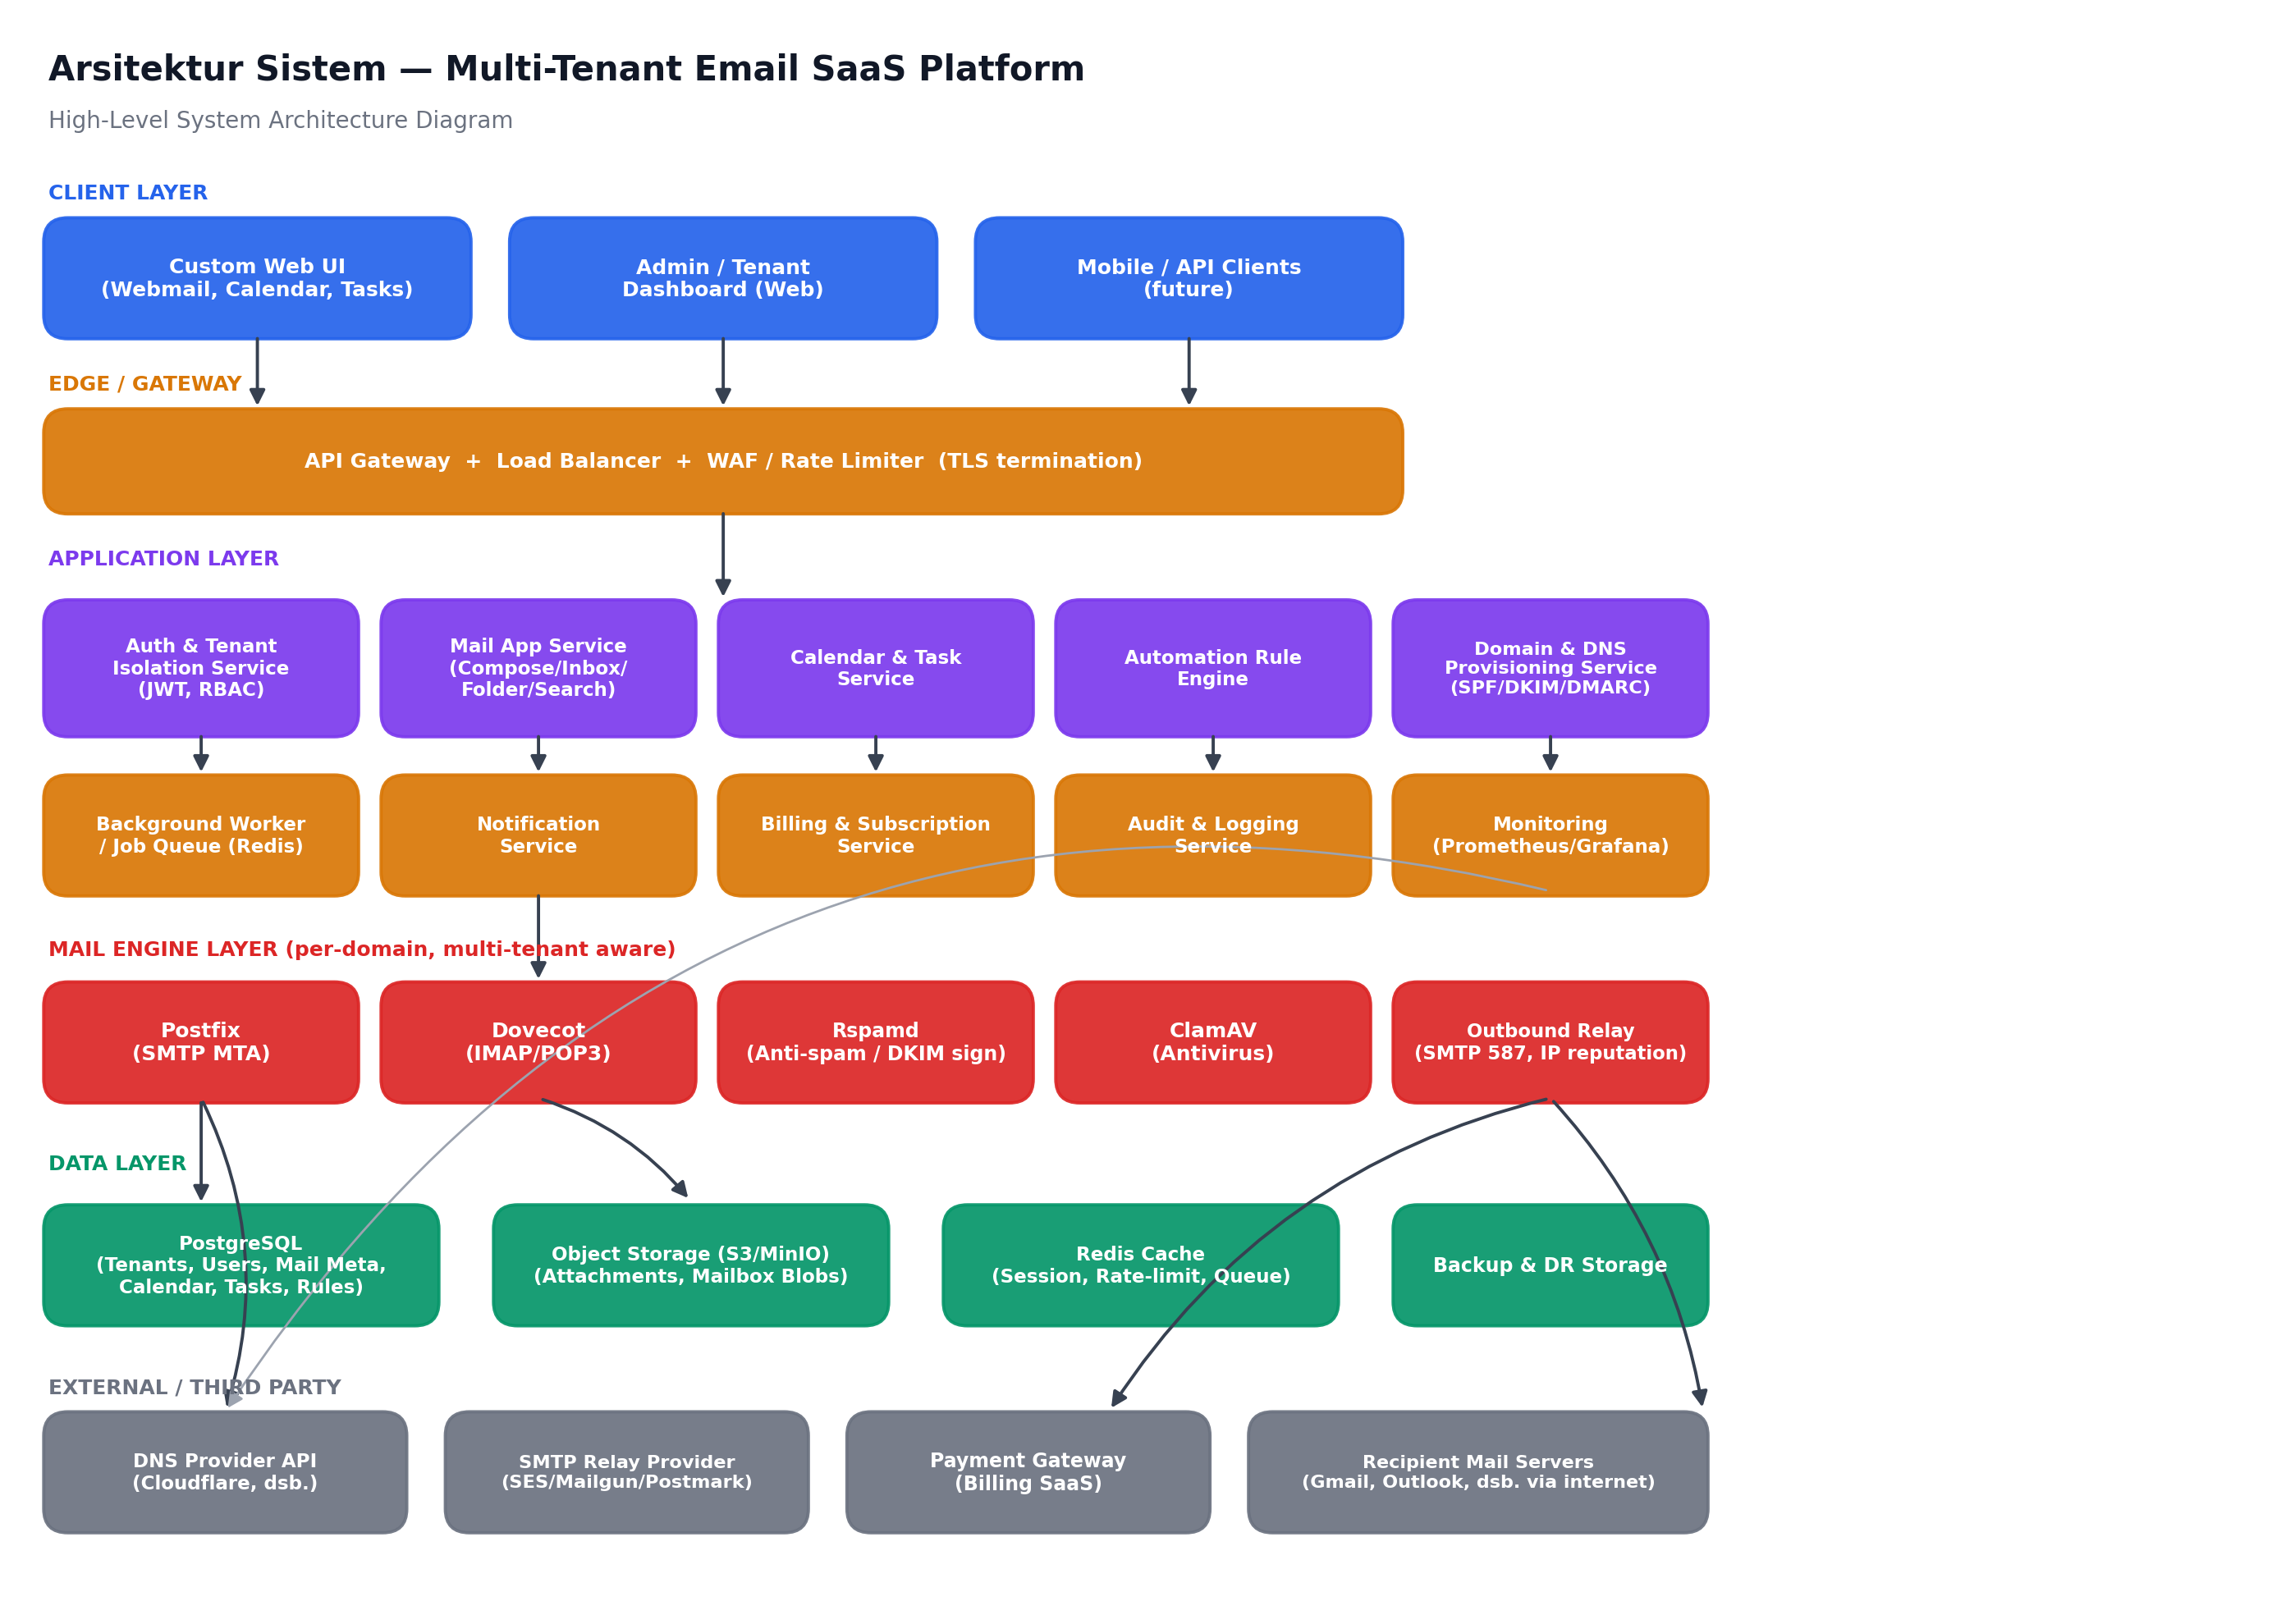 Arsitektur Sistem — Multi-Tenant Email SaaS Platform
High-Level System Architecture Diagram
CLIENT LAYER
Custom Web UI
(Webmail, Calendar, Tasks)
Admin / Tenant
Dashboard (Web)
Mobile / API Clients
(future)
EDGE / GATEWAY
API Gateway + Load Balancer + WAF / Rate Limiter (TLS termination)
APPLICATION LAYER
Auth & Tenant
Isolation Service
(JWT, RBAC)
Mail App Service
(Compose/Inbox/
Folder/Search)
Calendar & Task
Service
Automation Rule
Engine
Domain & DNS
Provisioning Service
(SPF/DKIM/DMARC)
Background Worker
/ Job Queue (Redis)
Notification
Service
Billing & Subscription
Service
Audit & Logging
Service
Monitoring
(Prometheus/Grafana)
MAIL ENGINE LAYER (per-domain, multi-tenant aware)
Postfix
(SMTP MTA)
Dovecot
(IMAP/POP3)
Rspamd
(Anti-spam / DKIM sign)
ClamAV
(Antivirus)
Outbound Relay
(SMTP 587, IP reputation)
DATA LAYER
PostgreSQL
(Tenants, Users, Mail Meta,
Calendar, Tasks, Rules)
Object Storage (S3/MinIO)
(Attachments, Mailbox Blobs)
Redis Cache
(Session, Rate-limit, Queue)
Backup & DR Storage
EXTERNAL / THIRD PARTY
DNS Provider API
(Cloudflare, dsb.)
SMTP Relay Provider
(SES/Mailgun/Postmark)
Payment Gateway
(Billing SaaS)
Recipient Mail Servers
(Gmail, Outlook, dsb. via internet)